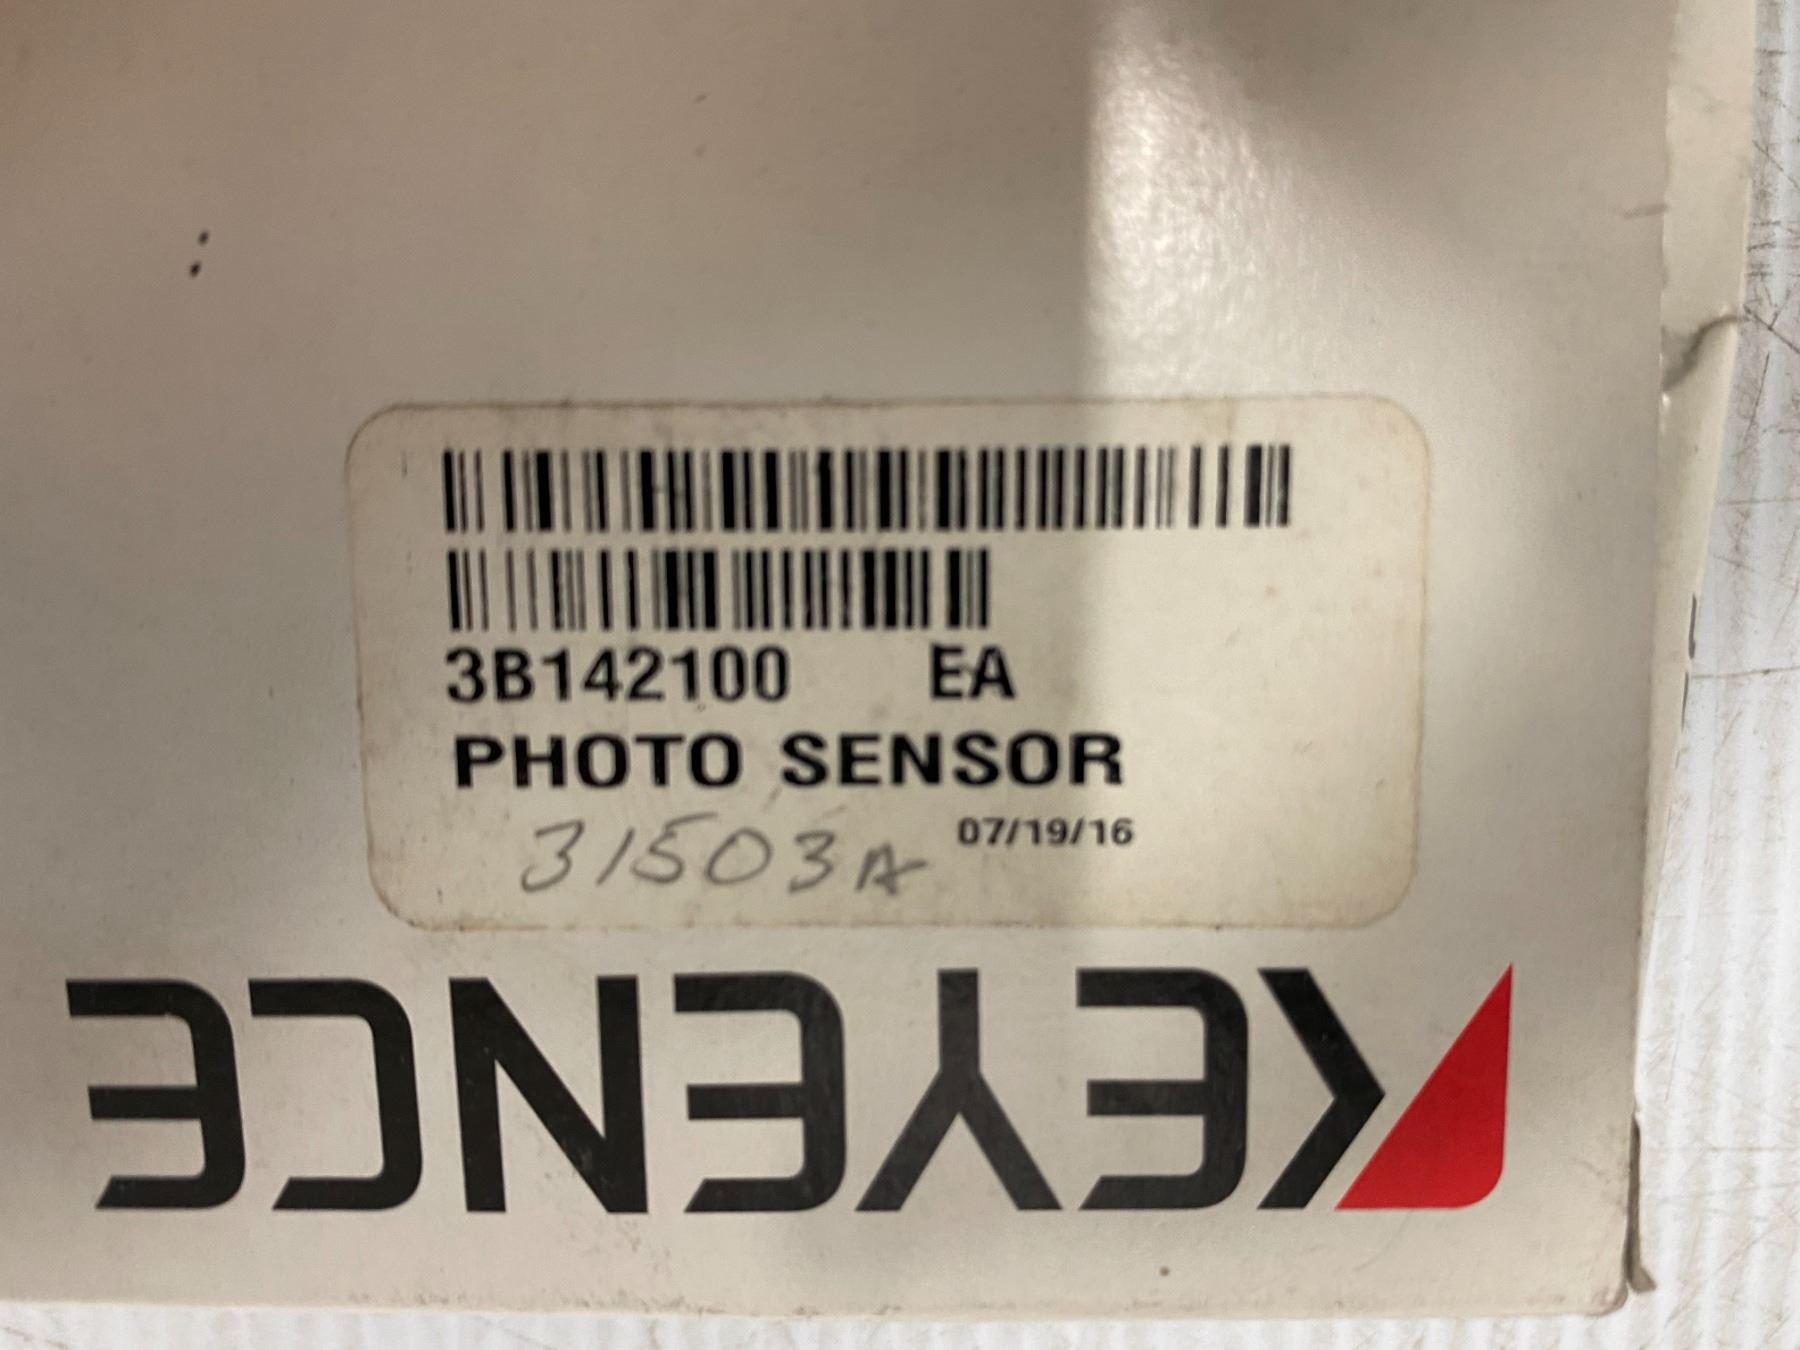 3B142100 EA
PHOTO SENSOR
07/19/16
31503A
KEYENCE